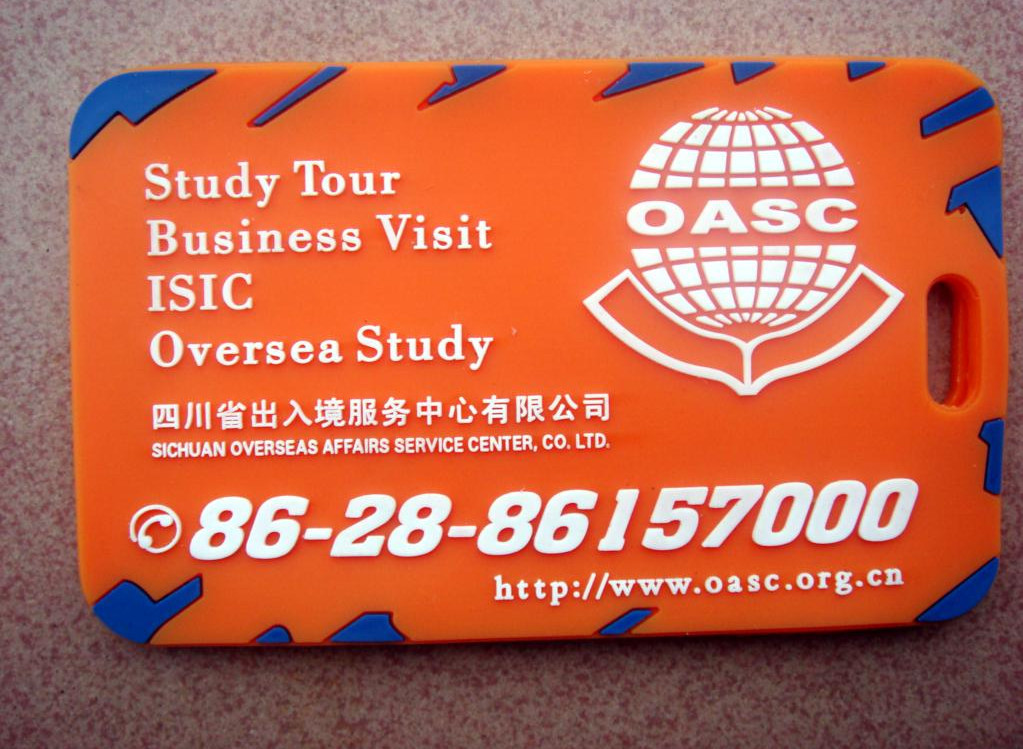 Study Tour
Business Visit
ISIC
Oversea Study
OASC
四川省出入境服务中心有限公司
SICHUAN OVERSEAS AFFAIRS SERVICE CENTER, CO. LTD.
86-28-86157000
http://www.oasc.org.cn